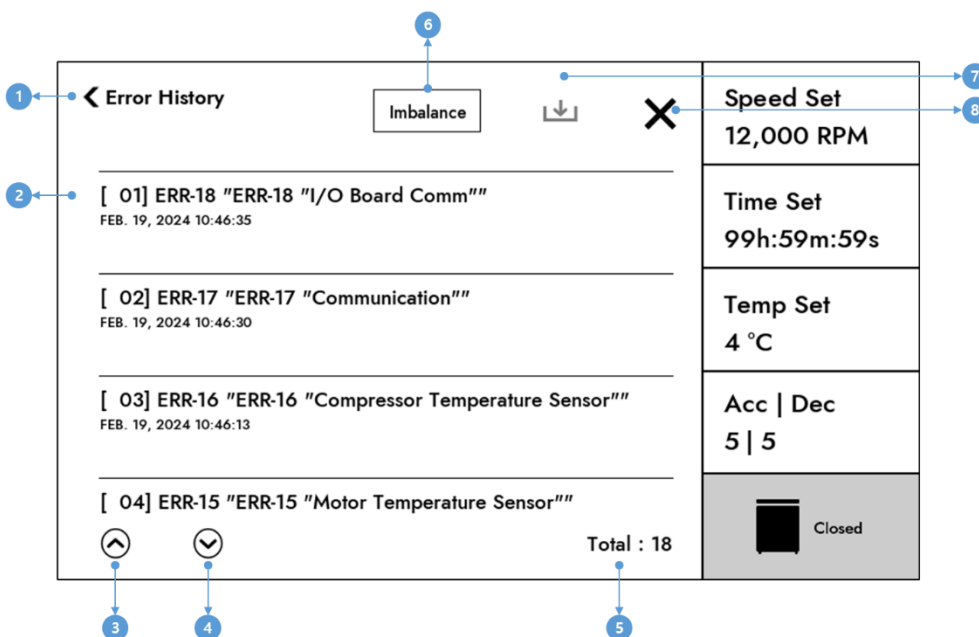 6
7
1
Error History
Imbalance
8
Speed Set
12,000 RPM
2
[ 01] ERR-18 "ERR-18 "I/O Board Comm""
FEB. 19, 2024 10:46:35
Time Set
99h:59m:59s
[ 02] ERR-17 "ERR-17 "Communication""
FEB. 19, 2024 10:46:30
Temp Set
4 °C
[ 03] ERR-16 "ERR-16 "Compressor Temperature Sensor""
FEB. 19, 2024 10:46:13
Acc | Dec
5 | 5
[ 04] ERR-15 "ERR-15 "Motor Temperature Sensor""
Total : 18
Closed
3
4
5